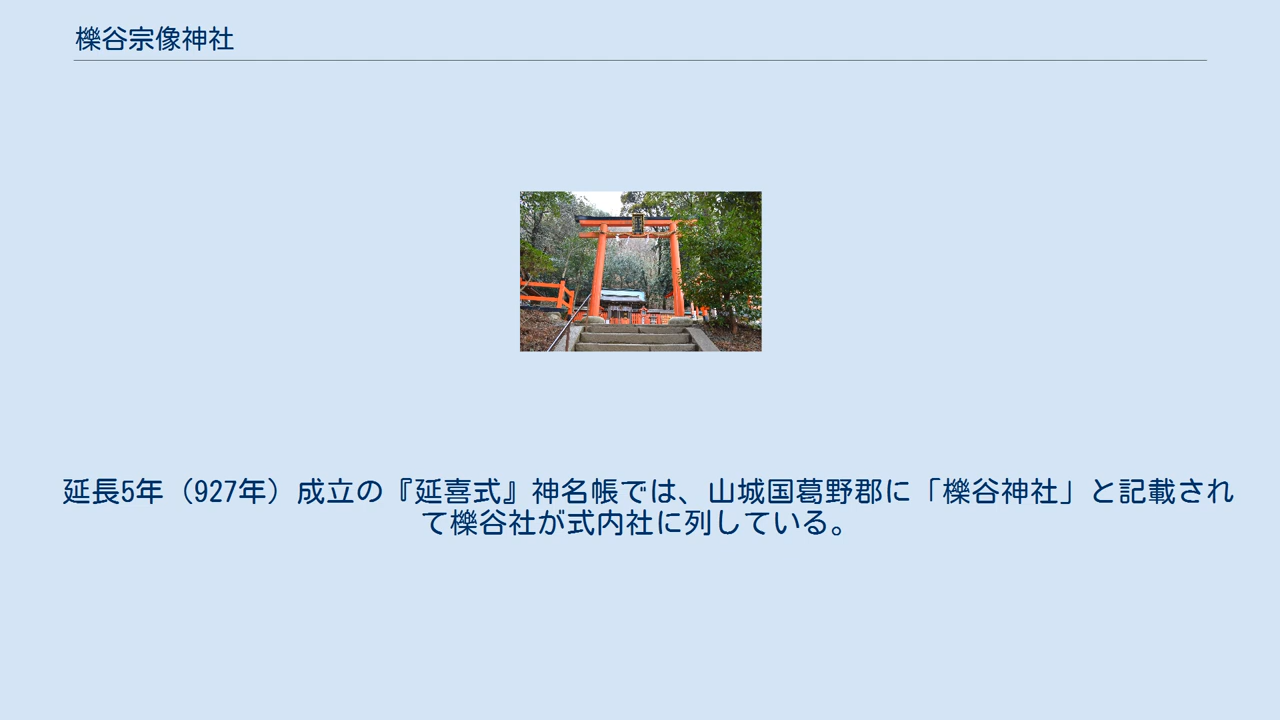 櫟谷宗像神社
延長5年（927年）成立の『延喜式』神名帳では、山城国葛野郡に「櫟谷神社」と記載され
て櫟谷社が式内社に列している。